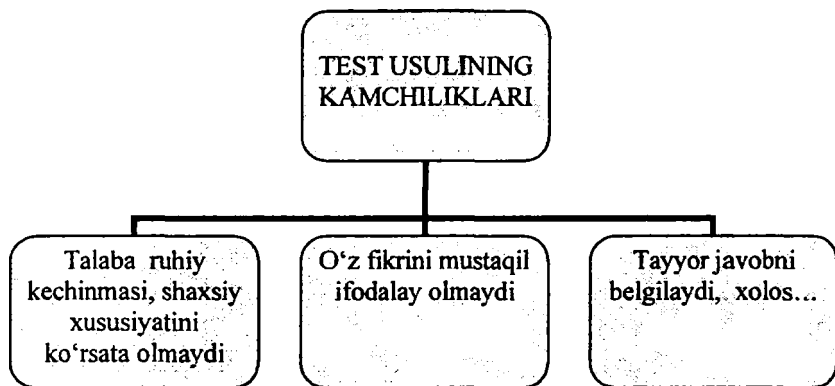 TEST USULINING
KAMCHILIKLARI
Talaba ruhiy
kechinmasi, shaxsiy
xususiyatini
ko‘rsata olmaydi
O‘z fikrini mustaqil
ifodalay olmaydi
Tayyor javobni
belgilaydi, xolos...